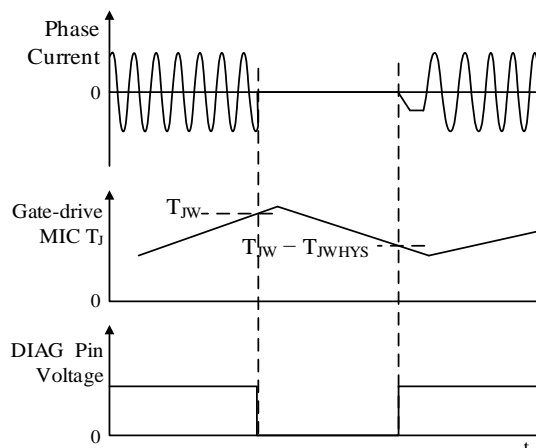 Phase
Current
0
Gate-drive
MIC TJ
TJW
TJW − TJWHYS
0
DIAG Pin
Voltage
0
t